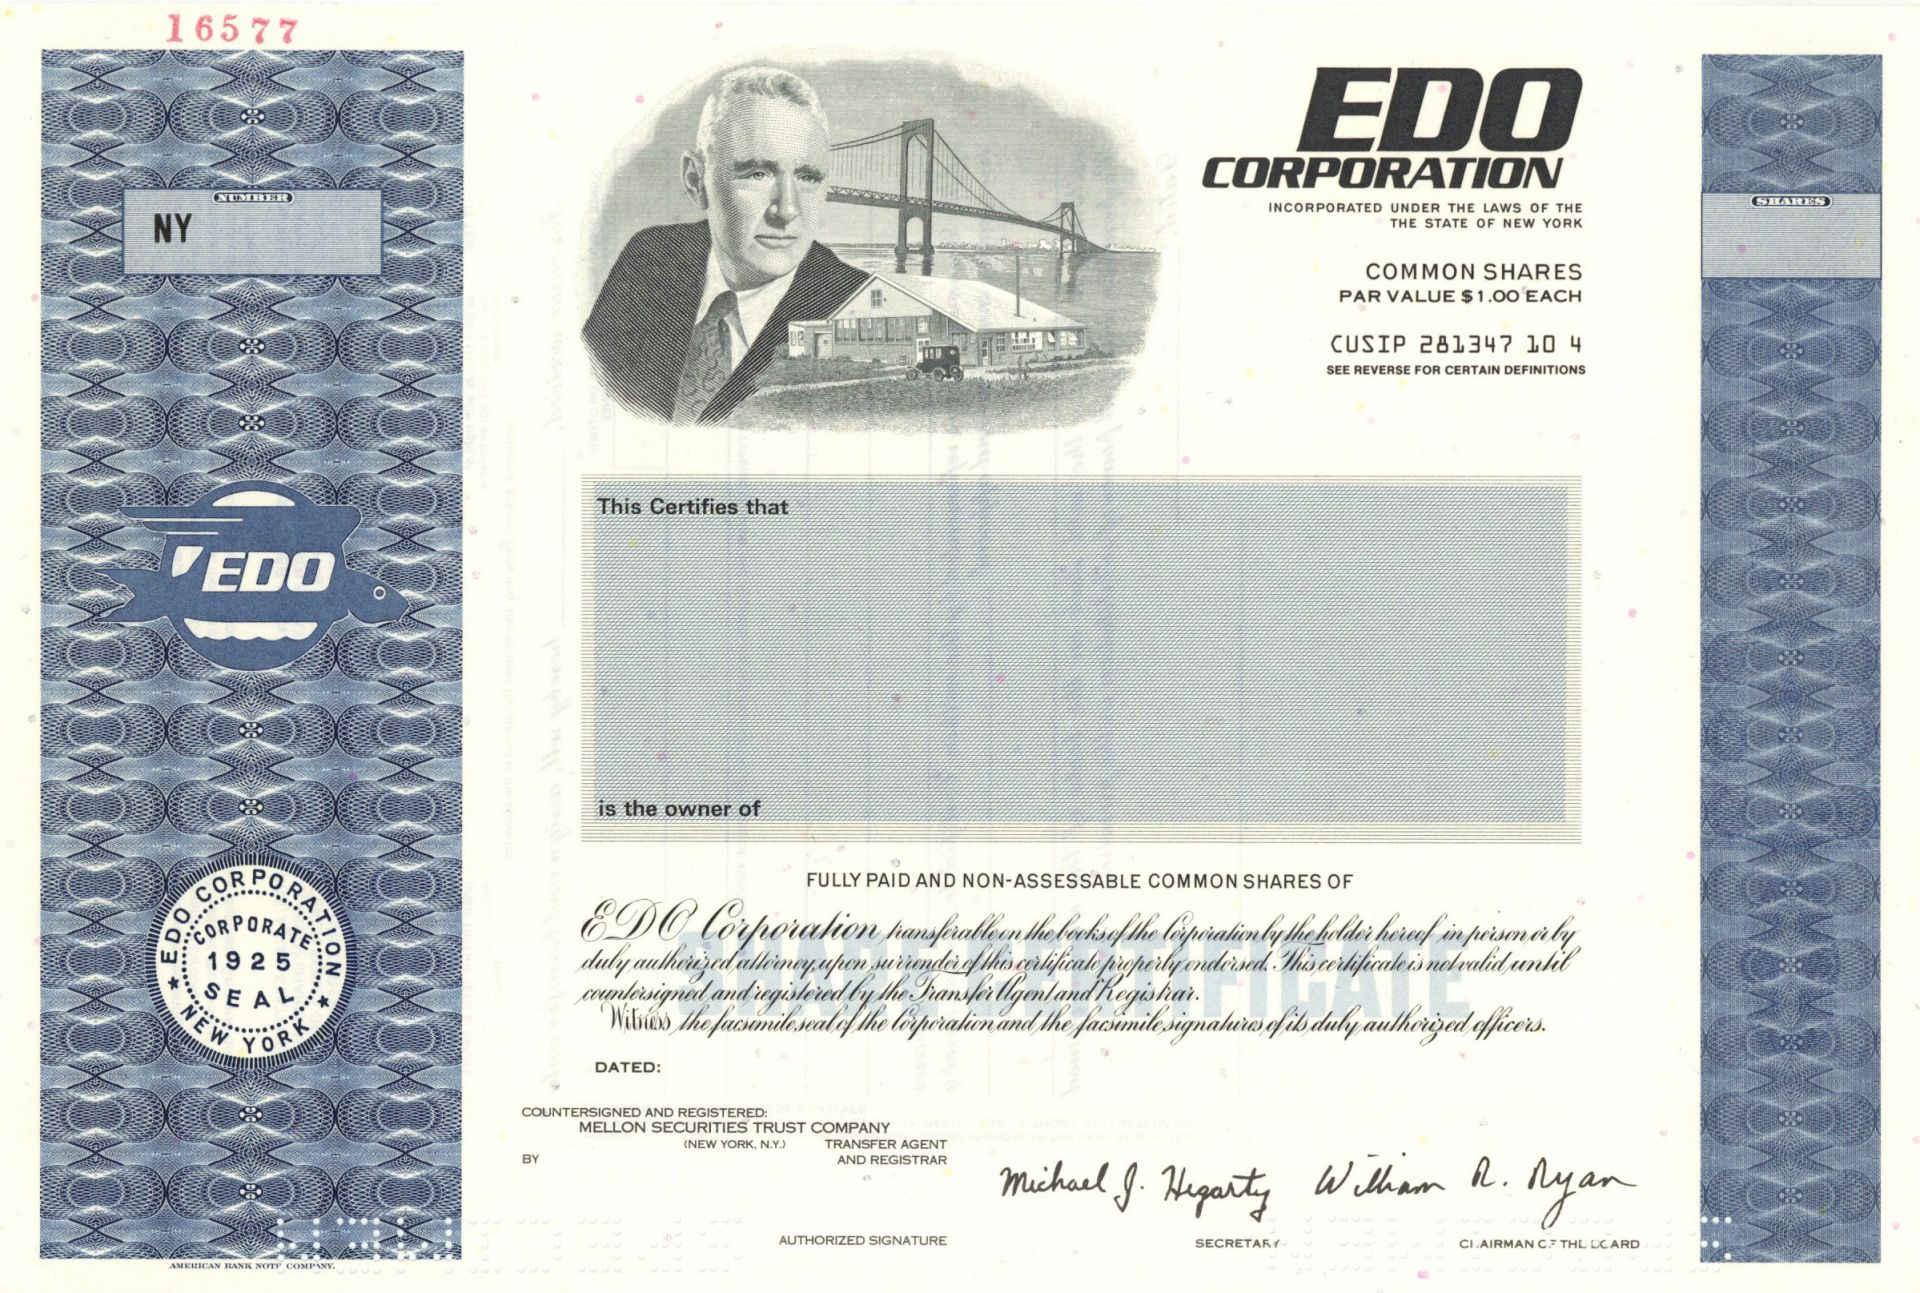 16577
NUMBER
NY
EDO
CORPORATION
INCORPORATED UNDER THE LAWS OF THE
THE STATE OF NEW YORK
COMMON SHARES
PAR VALUE $1.00 EACH
CUSIP 281347 10 4
SEE REVERSE FOR CERTAIN DEFINITIONS
SHARES
This Certifies that
EDO
is the owner of
FULLY PAID AND NON-ASSESSABLE COMMON SHARES OF
EDO Corporation transferable on the books of the Corporation by the holder hereof in person or by
duly authorized attorney, upon surrender of this certificate properly endorsed. This certificate is not valid until
countersigned and registered by the Transfer Agent and Registrar.
Witness the facsimile seal of the Corporation and the facsimile signatures of its duly authorized officers.
EDO CORPORATION
CORPORATE
1925
SEAL
NEW YORK
DATED:
COUNTERSIGNED AND REGISTERED:
MELLON SECURITIES TRUST COMPANY
(NEW YORK, N.Y.) TRANSFER AGENT
BY AND REGISTRAR
Michael J. Hegarty William R. Ryan
AUTHORIZED SIGNATURE
SECRETARY
CHAIRMAN OF THE BOARD
AMERICAN BANK NOTE COMPANY.